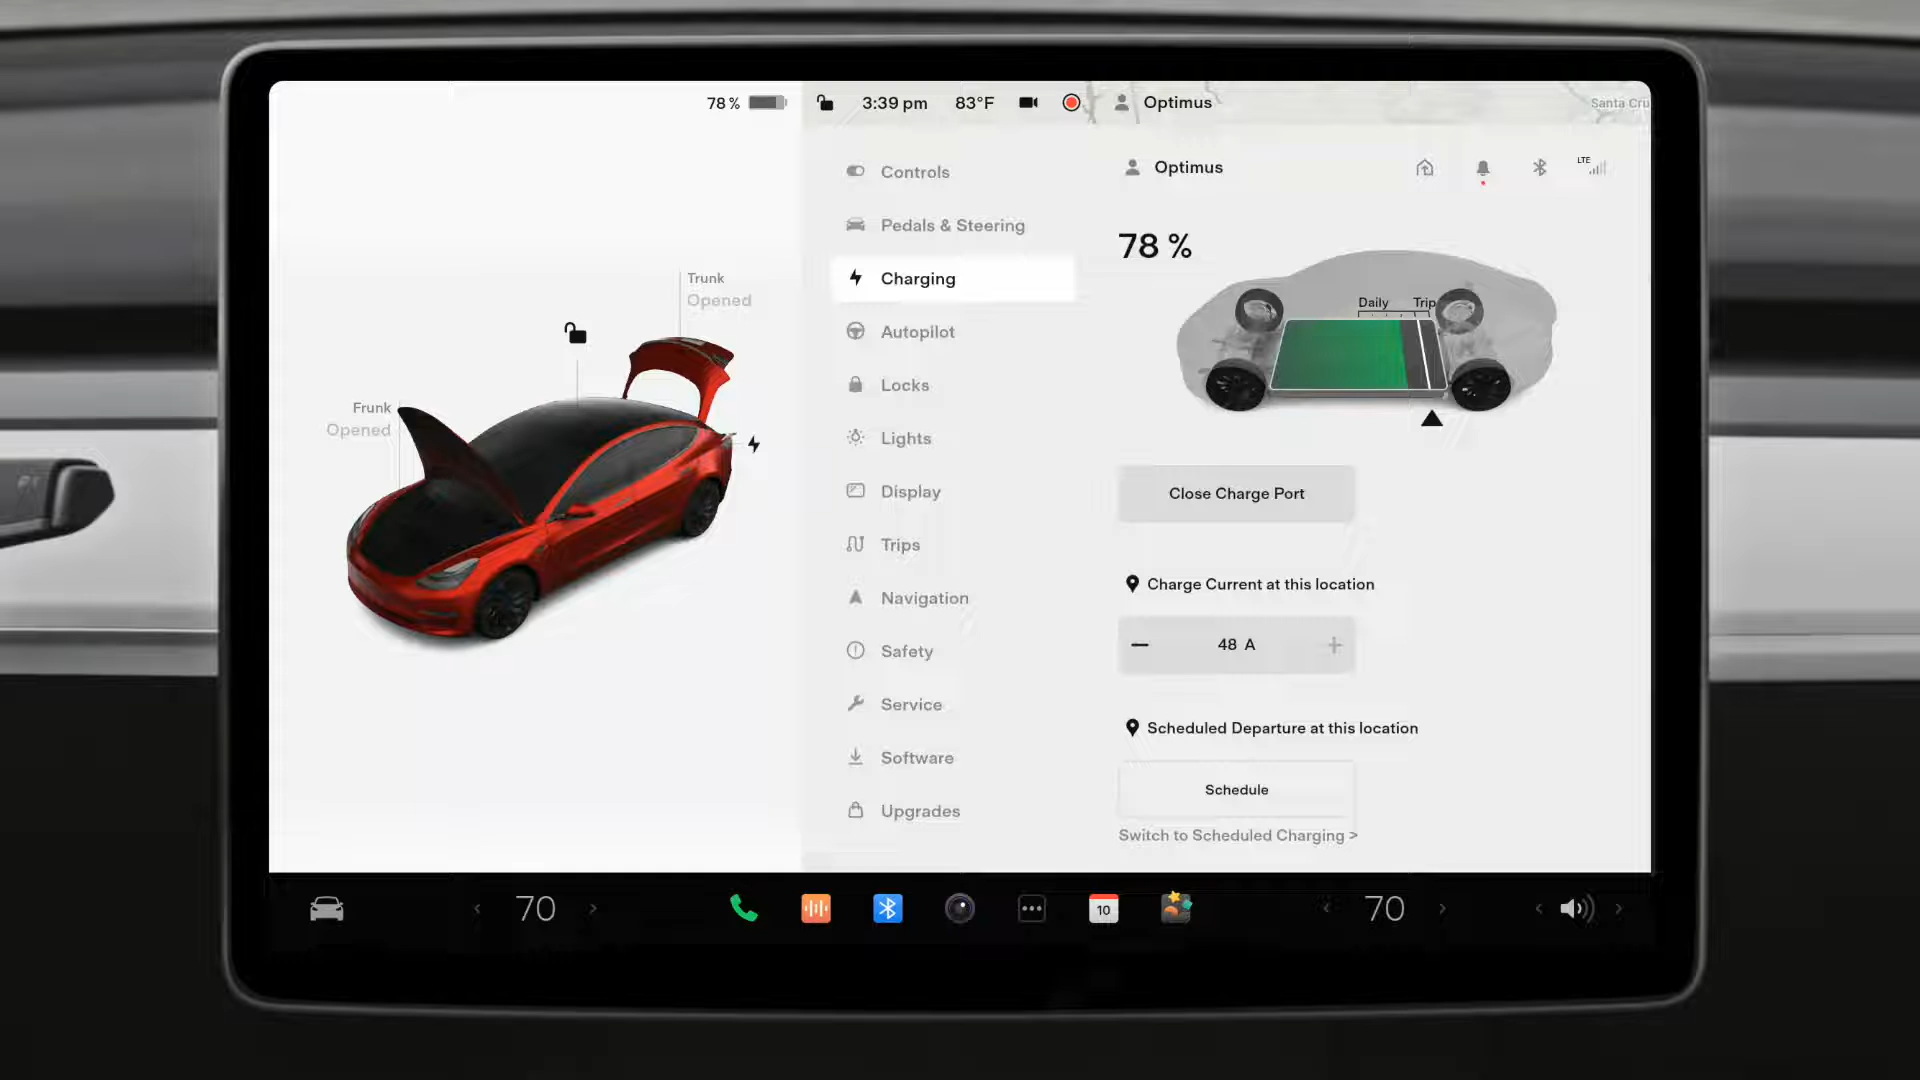 78 %
3:39 pm
83°F
Optimus
Santa Cru
Trunk
Opened
Frunk
Opened
Controls
Pedals & Steering
Charging
Autopilot
Locks
Lights
Display
Trips
Navigation
Safety
Service
Software
Upgrades
Optimus
LTE
78 %
Daily
Trip
Close Charge Port
Charge Current at this location
48 A
Scheduled Departure at this location
Schedule
Switch to Scheduled Charging >
70
10
70